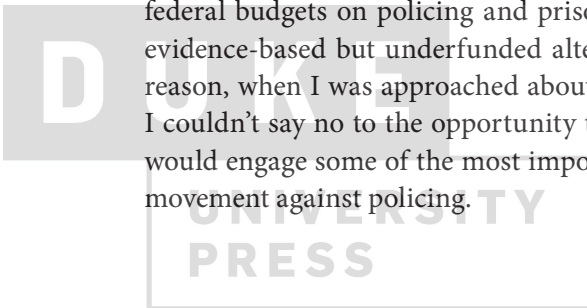 federal budgets on policing and priso
evidence-based but underfunded alte
reason, when I was approached abou
I couldn’t say no to the opportunity t
would engage some of the most impo
movement against policing.
DUKE
UNIVERSITY
PRESS